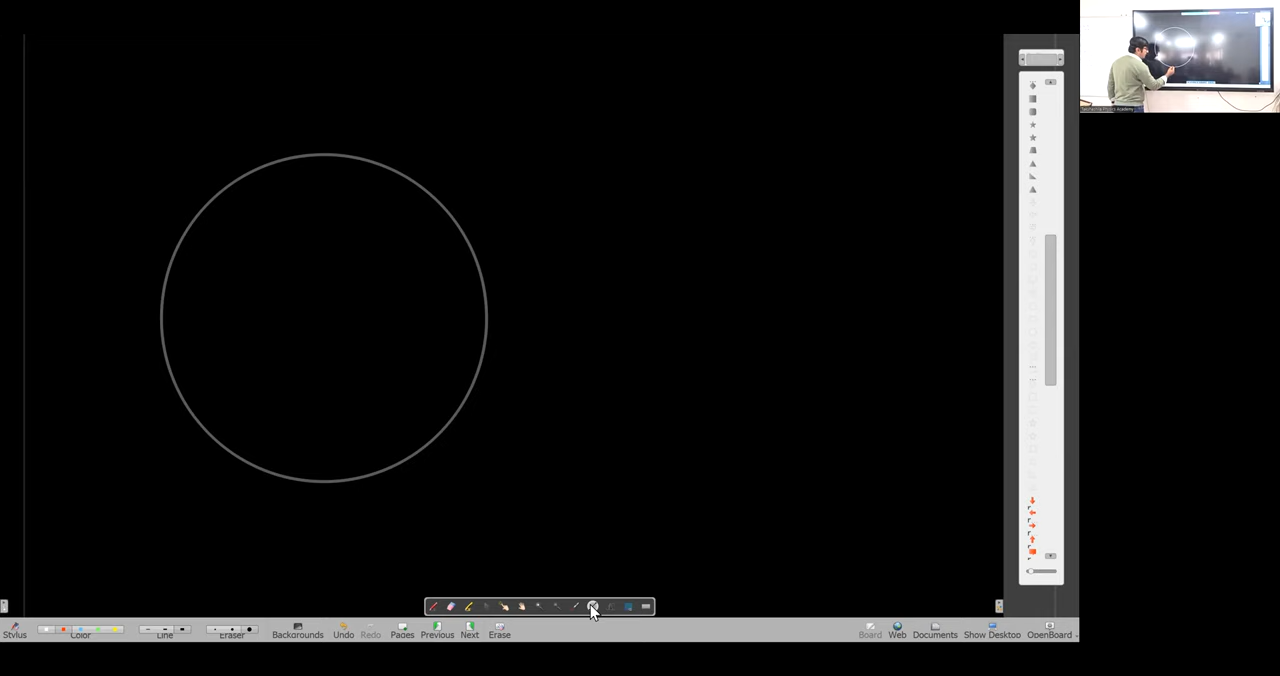 Stylus
Color
Line
Eraser
Backgrounds
Undo
Redo
Pages
Previous
Next
Erase
Board
Web
Documents
Show Desktop
OpenBoard